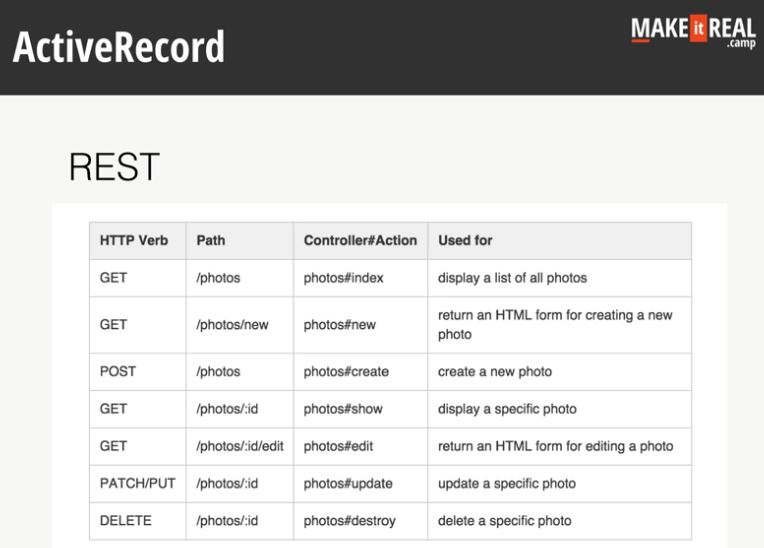 ActiveRecord
MAKE it REAL
.camp
REST
HTTP Verb Path Controller#Action Used for
GET /photos photos#index display a list of all photos
GET /photos/new photos#new return an HTML form for creating a new
photo
POST /photos photos#create create a new photo
GET /photos/:id photos#show display a specific photo
GET /photos/:id/edit photos#edit return an HTML form for editing a photo
PATCH/PUT /photos/:id photos#update update a specific photo
DELETE /photos/:id photos#destroy delete a specific photo